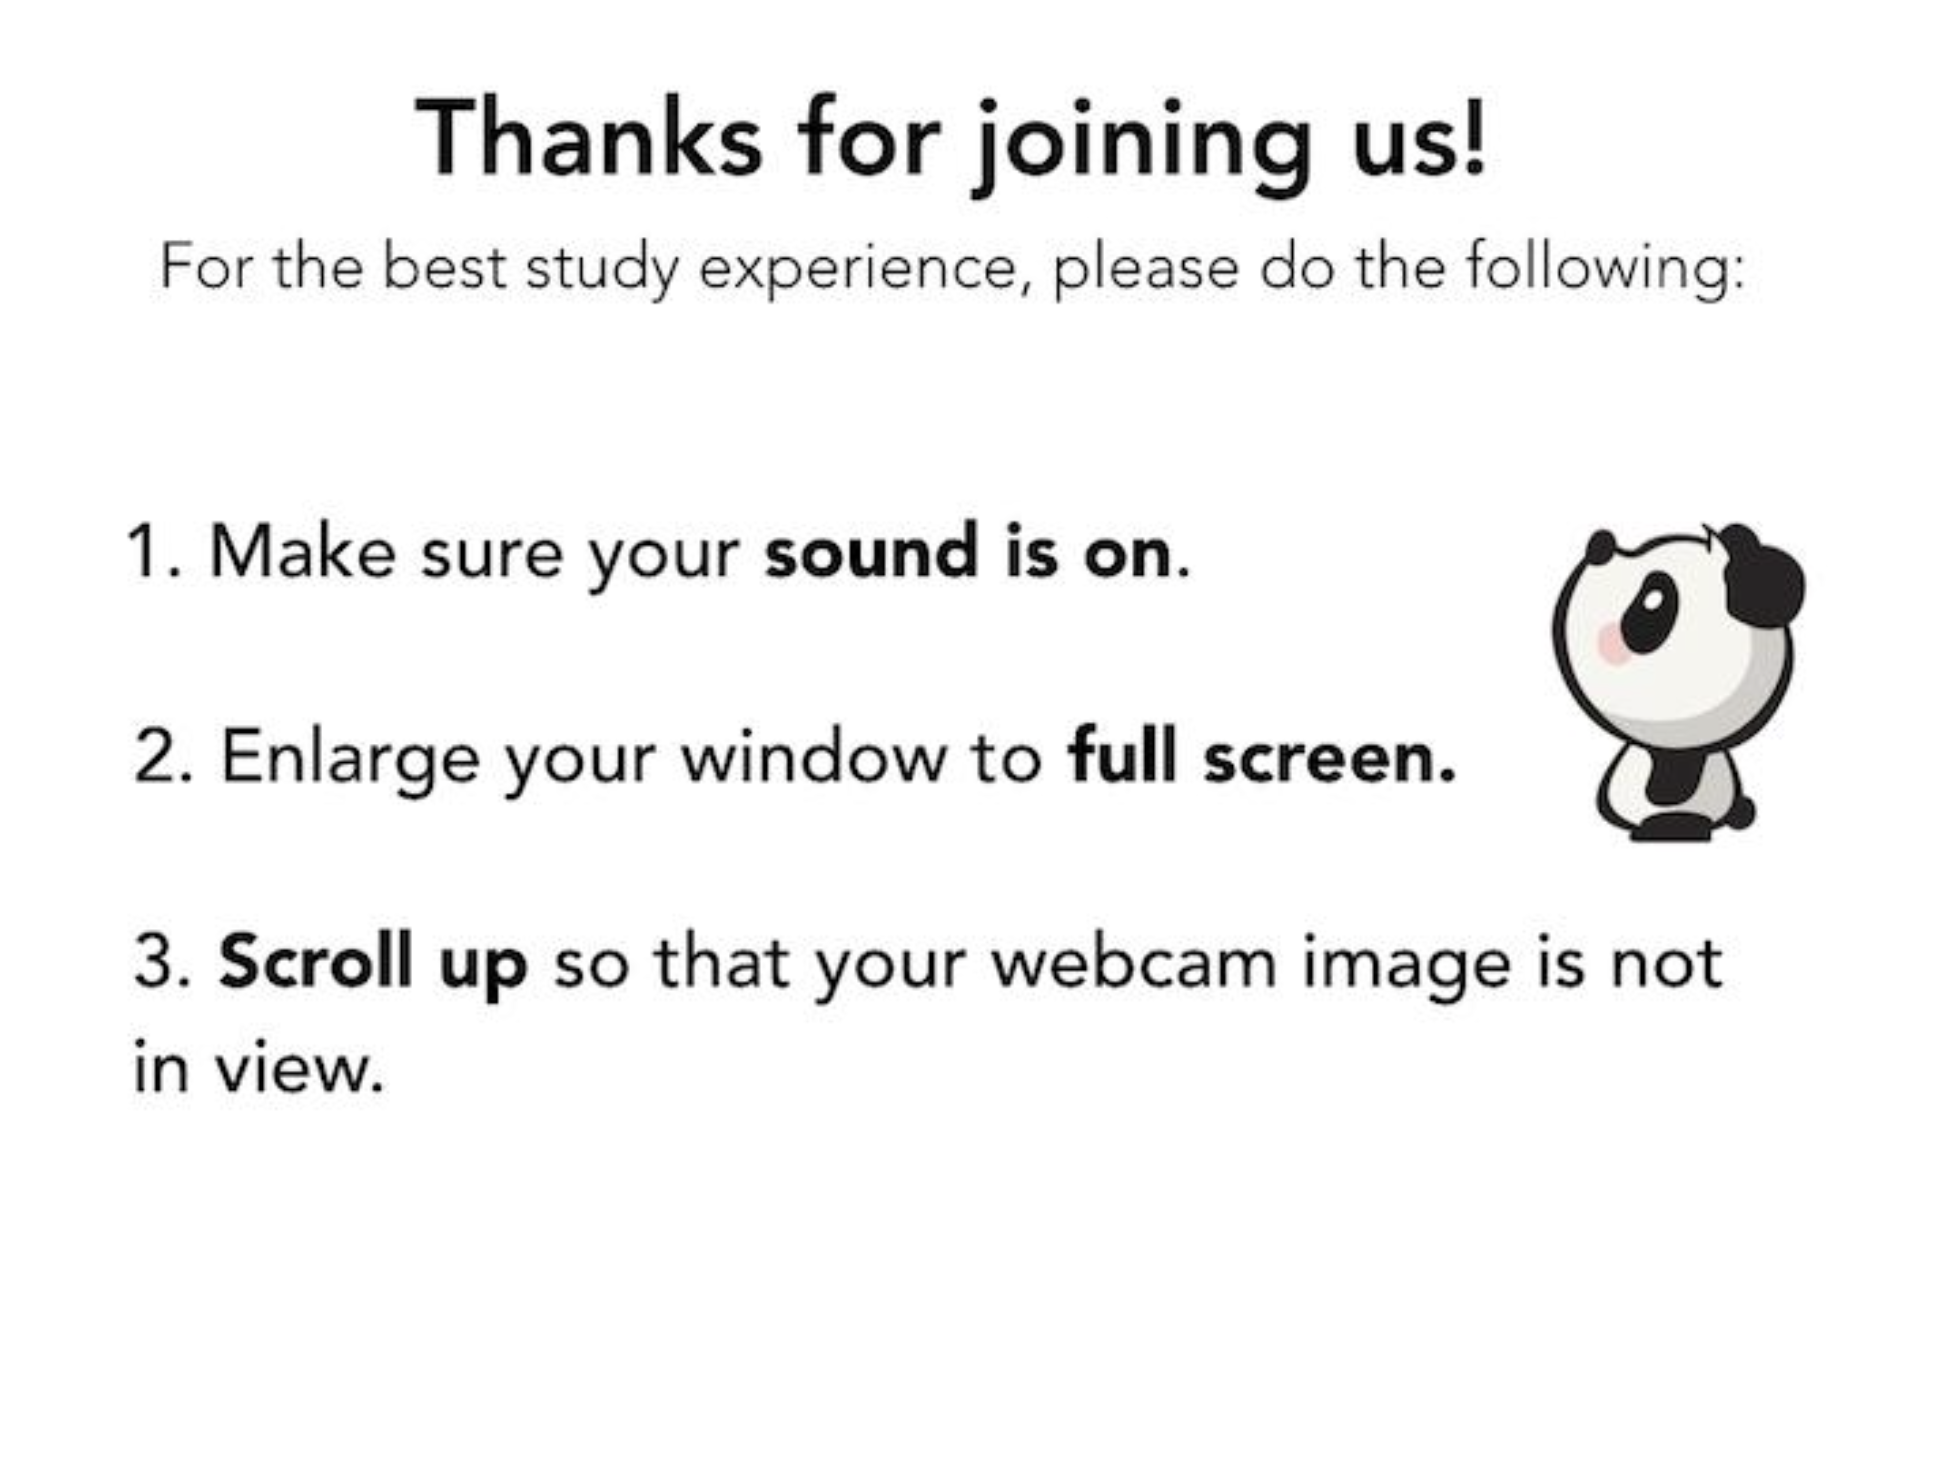 Thanks for joining us!
For the best study experience, please do the following:
1. Make sure your sound is on.
2. Enlarge your window to full screen.
3. Scroll up so that your webcam image is not
in view.